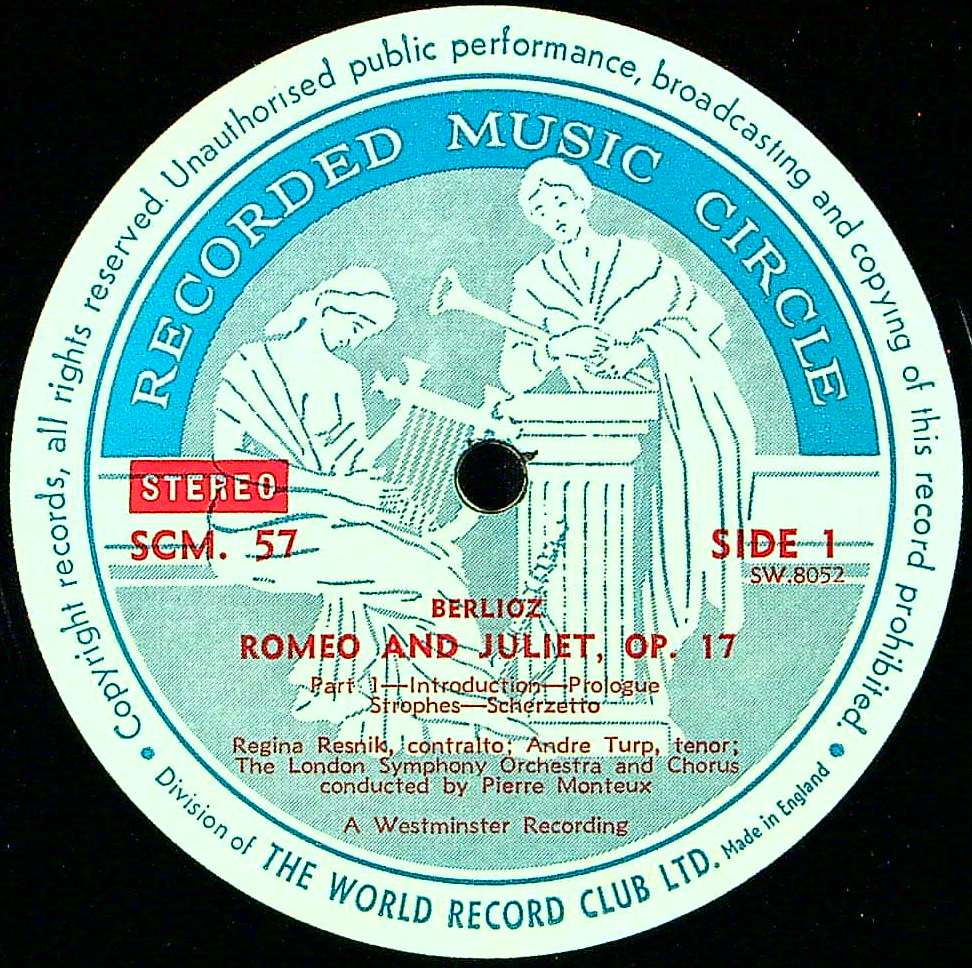 Copyright records, all rights reserved. Unauthorised public performance, broadcasting and copying of this record prohibited.
RECORDED MUSIC CIRCLE
STEREO
SCM. 57
SIDE 1
SW.8052
BERLIOZ
ROMEO AND JULIET, OP. 17
Part 1—Introduction—Prologue
Strophes—Scherzetto
Regina Resnik, contralto; Andre Turp, tenor;
The London Symphony Orchestra and Chorus
conducted by Pierre Monteux
A Westminster Recording
Division of THE WORLD RECORD CLUB LTD. Made in England